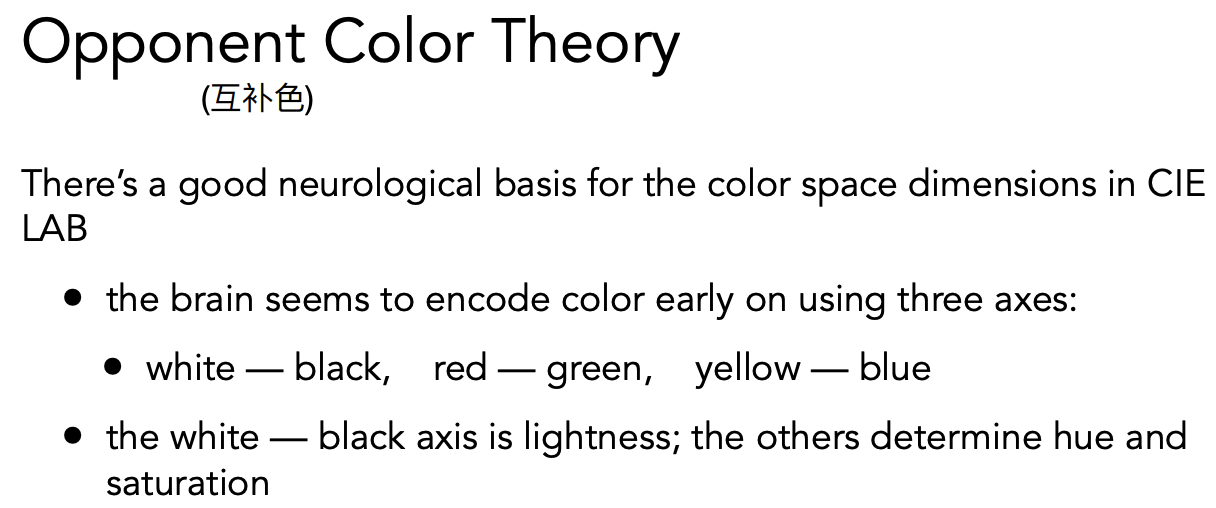 Opponent Color Theory
(互补色)
There’s a good neurological basis for the color space dimensions in CIE
LAB
• the brain seems to encode color early on using three axes:
• white — black, red — green, yellow — blue
• the white — black axis is lightness; the others determine hue and
saturation